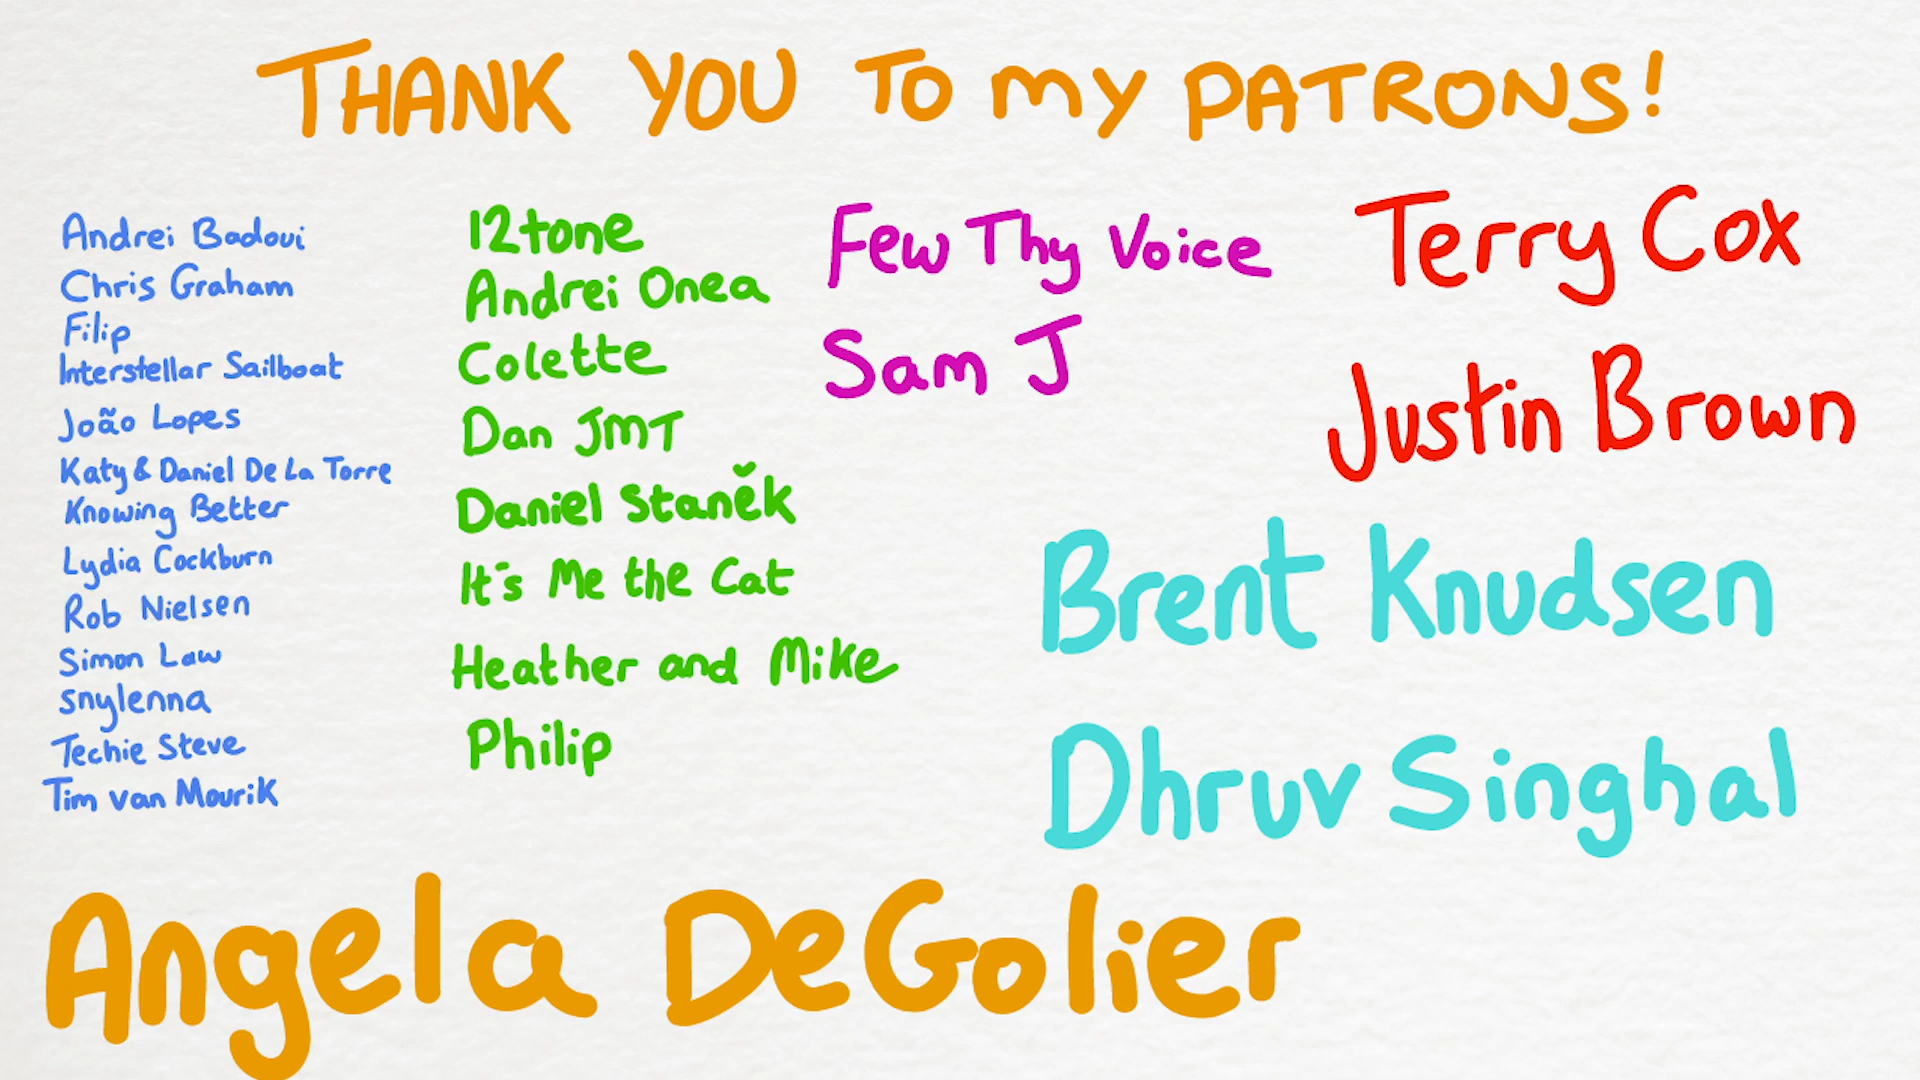 THANK YOU TO MY PATRONS!
Andrei Badoui
Chris Graham
Filip
Interstellar Sailboat
João Lopes
Katy & Daniel De La Torre
Knowing Better
Lydia Cockburn
Rob Nielsen
Simon Law
snylenna
Techie Steve
Tim van Mourik
12tone
Andrei Onea
Colette
Dan JMT
Daniel Staněk
It's Me the Cat
Heather and Mike
Philip
Few Thy Voice
Sam J
Terry Cox
Justin Brown
Brent Knudsen
Dhruv Singhal
Angela DeGolier